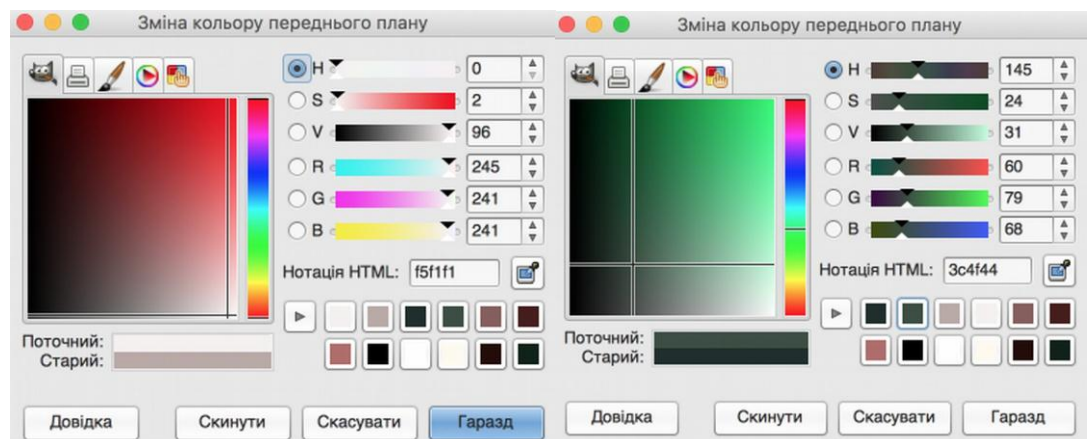 Зміна кольору переднього плану
H 0
S 2
V 96
R 245
G 241
B 241
Нотація HTML: f5f1f1
Поточний:
Старий:
Довідка Скинути Скасувати Гаразд
Зміна кольору переднього плану
H 145
S 24
V 31
R 60
G 79
B 68
Нотація HTML: 3c4f44
Поточний:
Старий:
Довідка Скинути Скасувати Гаразд